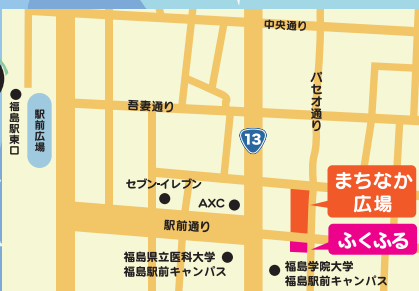 中央通り
パセオ通り
福島駅東口
駅前広場
吾妻通り
13
セブン-イレブン
AXC
まちなか
広場
駅前通り
ふくふる
福島県立医科大学
福島駅前キャンパス
福島学院大学
福島駅前キャンパス